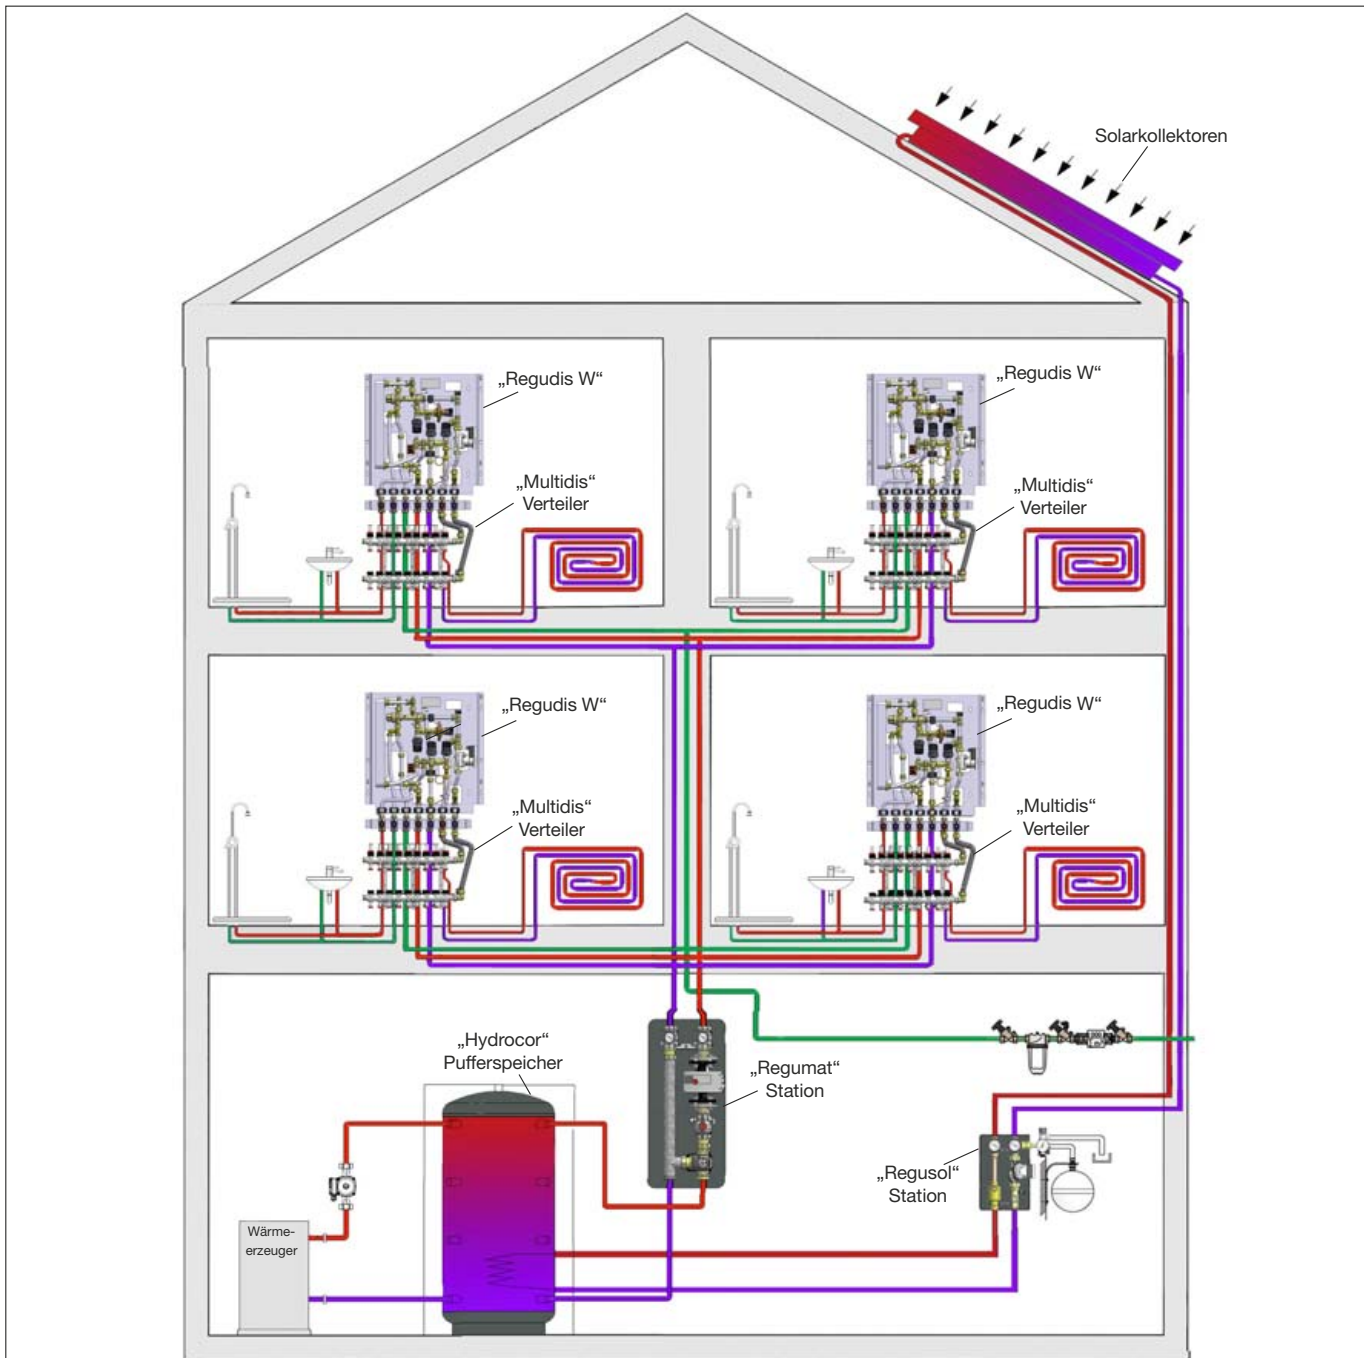 Solarkollektoren
„Regudis W“
„Regudis W“
„Multidis“
Verteiler
„Multidis“
Verteiler
„Regudis W“
„Regudis W“
„Multidis“
Verteiler
„Multidis“
Verteiler
„Hydrocor“
Pufferspeicher
„Regumat“
Station
„Regusol“
Station
Wärme-
erzeuger